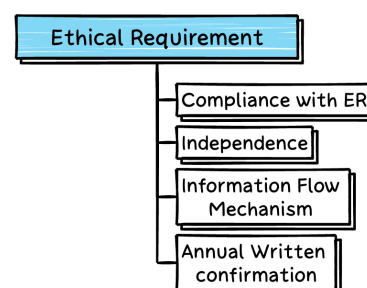 Ethical Requirement
Compliance with ER
Independence
Information Flow
Mechanism
Annual Written
confirmation